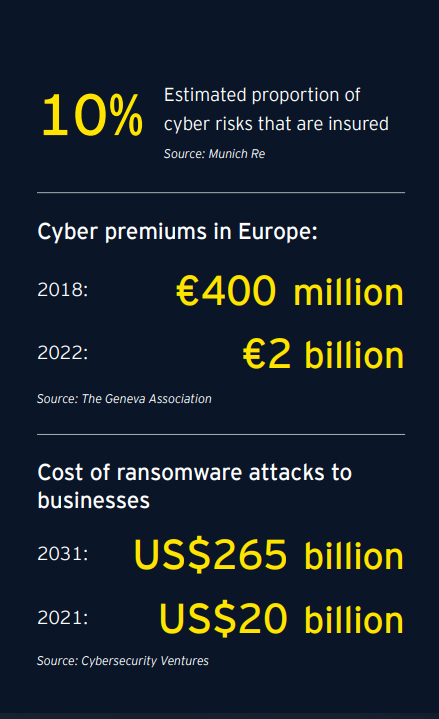 10%
Estimated proportion of
cyber risks that are insured
Source: Munich Re
Cyber premiums in Europe:
2018: €400 million
2022: €2 billion
Source: The Geneva Association
Cost of ransomware attacks to
businesses
2031: US$265 billion
2021: US$20 billion
Source: Cybersecurity Ventures